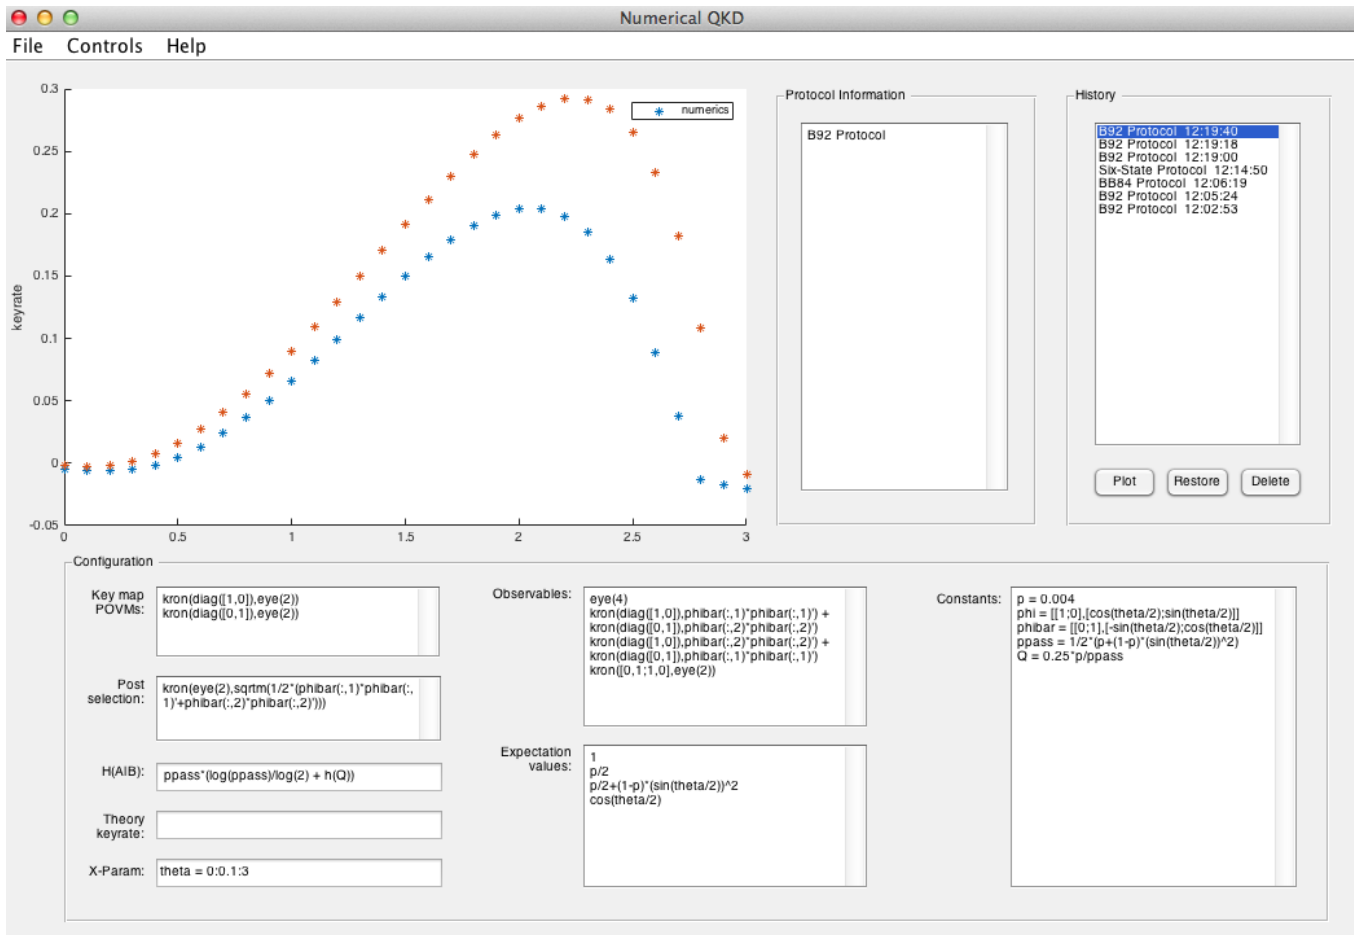 Numerical QKD
File Controls Help
0.3
0.25
0.2
0.15
0.1
0.05
0
-0.05
keyrate
0 0.5 1 1.5 2 2.5 3
numerics
Protocol Information
B92 Protocol
History
B92 Protocol 12:19:40
B92 Protocol 12:19:18
B92 Protocol 12:19:00
Six-State Protocol 12:14:50
BB84 Protocol 12:06:19
B92 Protocol 12:05:24
B92 Protocol 12:02:53
Plot Restore Delete
Configuration
Key map
POVMs:
kron(diag([1,0]),eye(2))
kron(diag([0,1]),eye(2))
Post
selection:
kron(eye(2),sqrtm(1/2*(phibar(:,1)*phibar(:,
1)'+phibar(:,2)*phibar(:,2)')))
H(A|B):
ppass*(log(ppass)/log(2) + h(Q))
Theory
keyrate:
X-Param:
theta = 0:0.1:3
Observables:
eye(4)
kron(diag([1,0]),phibar(:,1)*phibar(:,1)') +
kron(diag([0,1]),phibar(:,2)*phibar(:,2)')
kron(diag([1,0]),phibar(:,2)*phibar(:,2)') +
kron(diag([0,1]),phibar(:,1)*phibar(:,1)')
kron([0,1;1,0],eye(2))
Expectation
values:
1
p/2
p/2+(1-p)*(sin(theta/2))^2
cos(theta/2)
Constants:
p = 0.004
phi = [[1;0],[cos(theta/2);sin(theta/2)]]
phibar = [[0;1],[-sin(theta/2);cos(theta/2)]]
ppass = 1/2*(p+(1-p)*(sin(theta/2))^2)
Q = 0.25*p/ppass